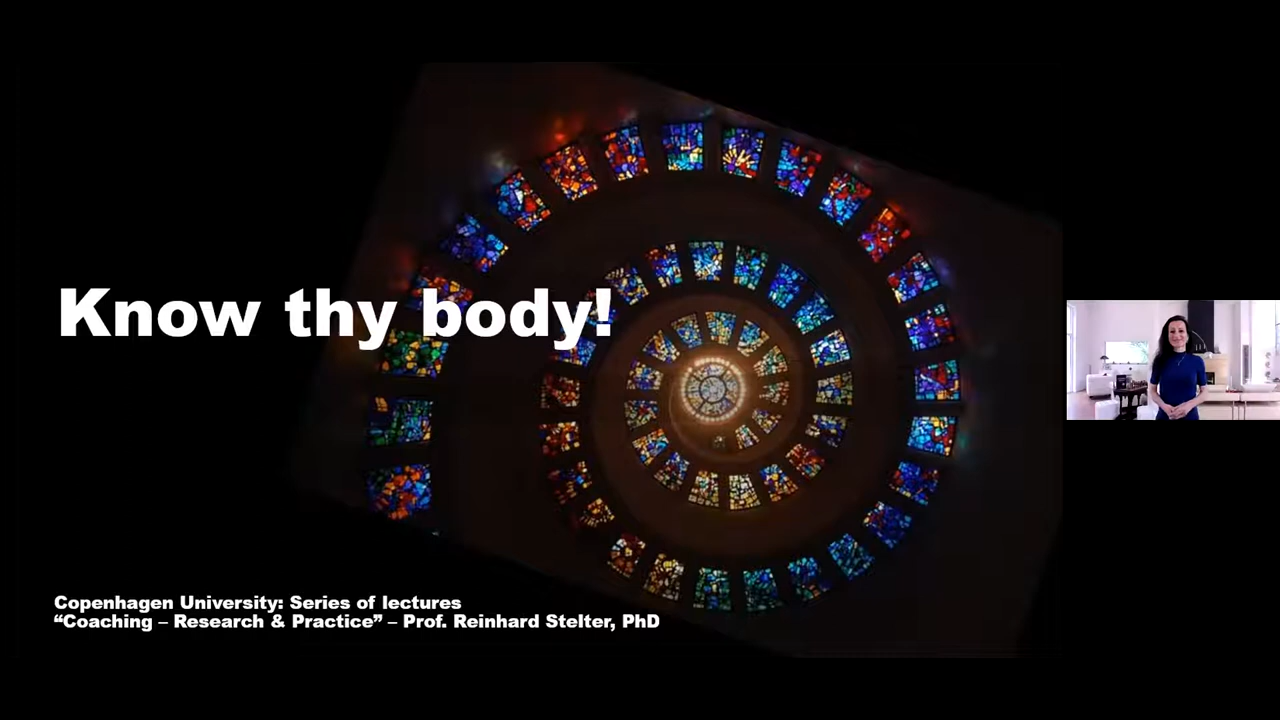 Know thy body!
Copenhagen University: Series of lectures
“Coaching – Research & Practice” – Prof. Reinhard Stelter, PhD